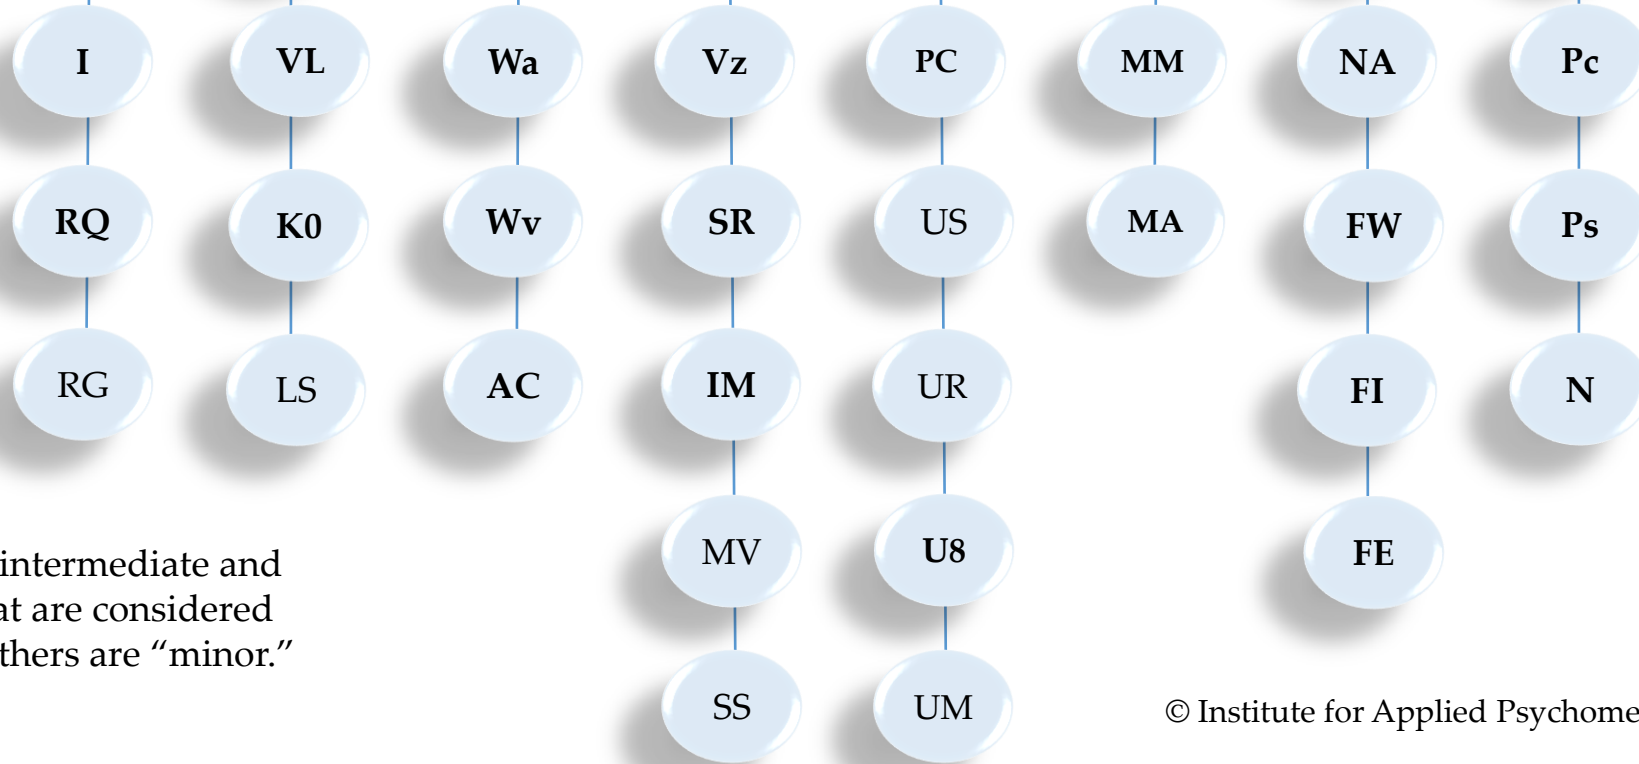 I VL Wa Vz PC MM NA Pc
RQ K0 Wv SR US MA FW Ps
RG LS AC IM UR FI N
MV U8 FE
intermediate and
at are considered
thers are “minor.”
SS UM
© Institute for Applied Psychome